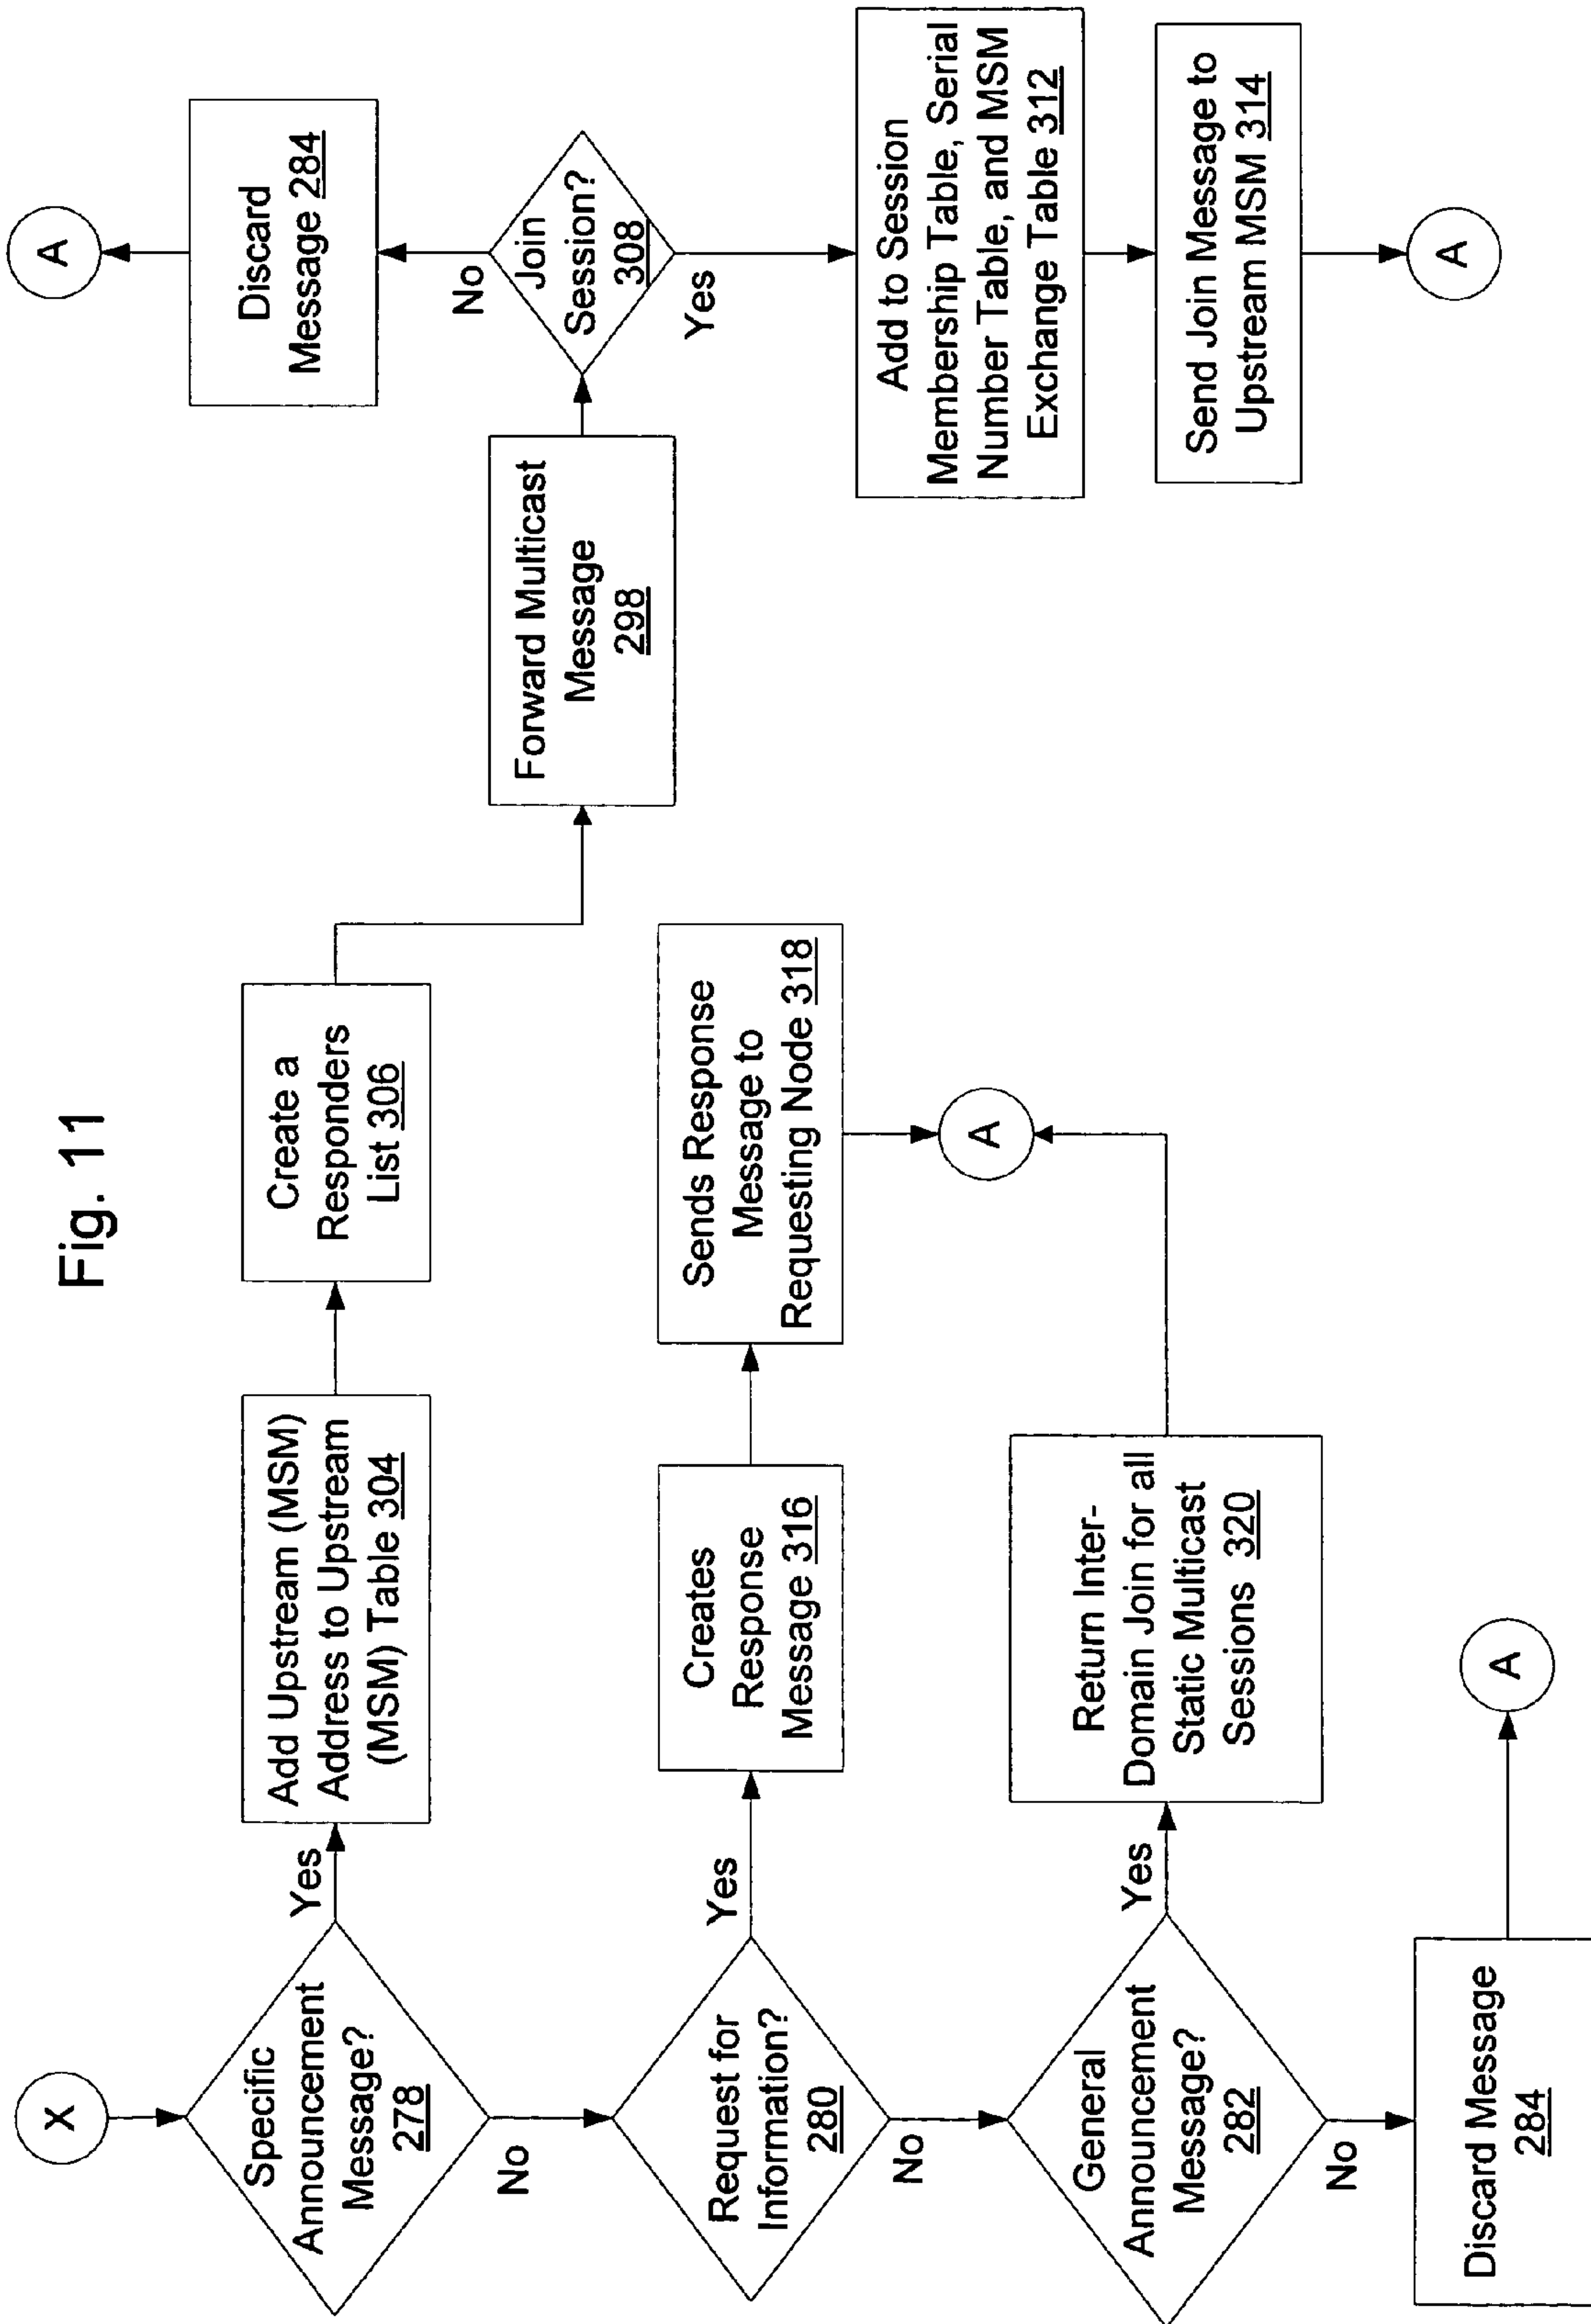 Fig. 11
X
Specific
Announcement
Message?
278
Yes
No
Add Upstream (MSM)
Address to Upstream
(MSM) Table 304
Create a
Responders
List 306
Forward Multicast
Message
298
Join
Session?
308
No
Yes
Discard
Message 284
A
Add to Session
Membership Table, Serial
Number Table, and MSM
Exchange Table 312
Send Join Message to
Upstream MSM 314
A
Request for
Information?
280
Yes
No
Creates
Response
Message 316
Sends Response
Message to
Requesting Node 318
A
General
Announcement
Message?
282
Yes
No
Return Inter-
Domain Join for all
Static Multicast
Sessions 320
Discard Message
284
A